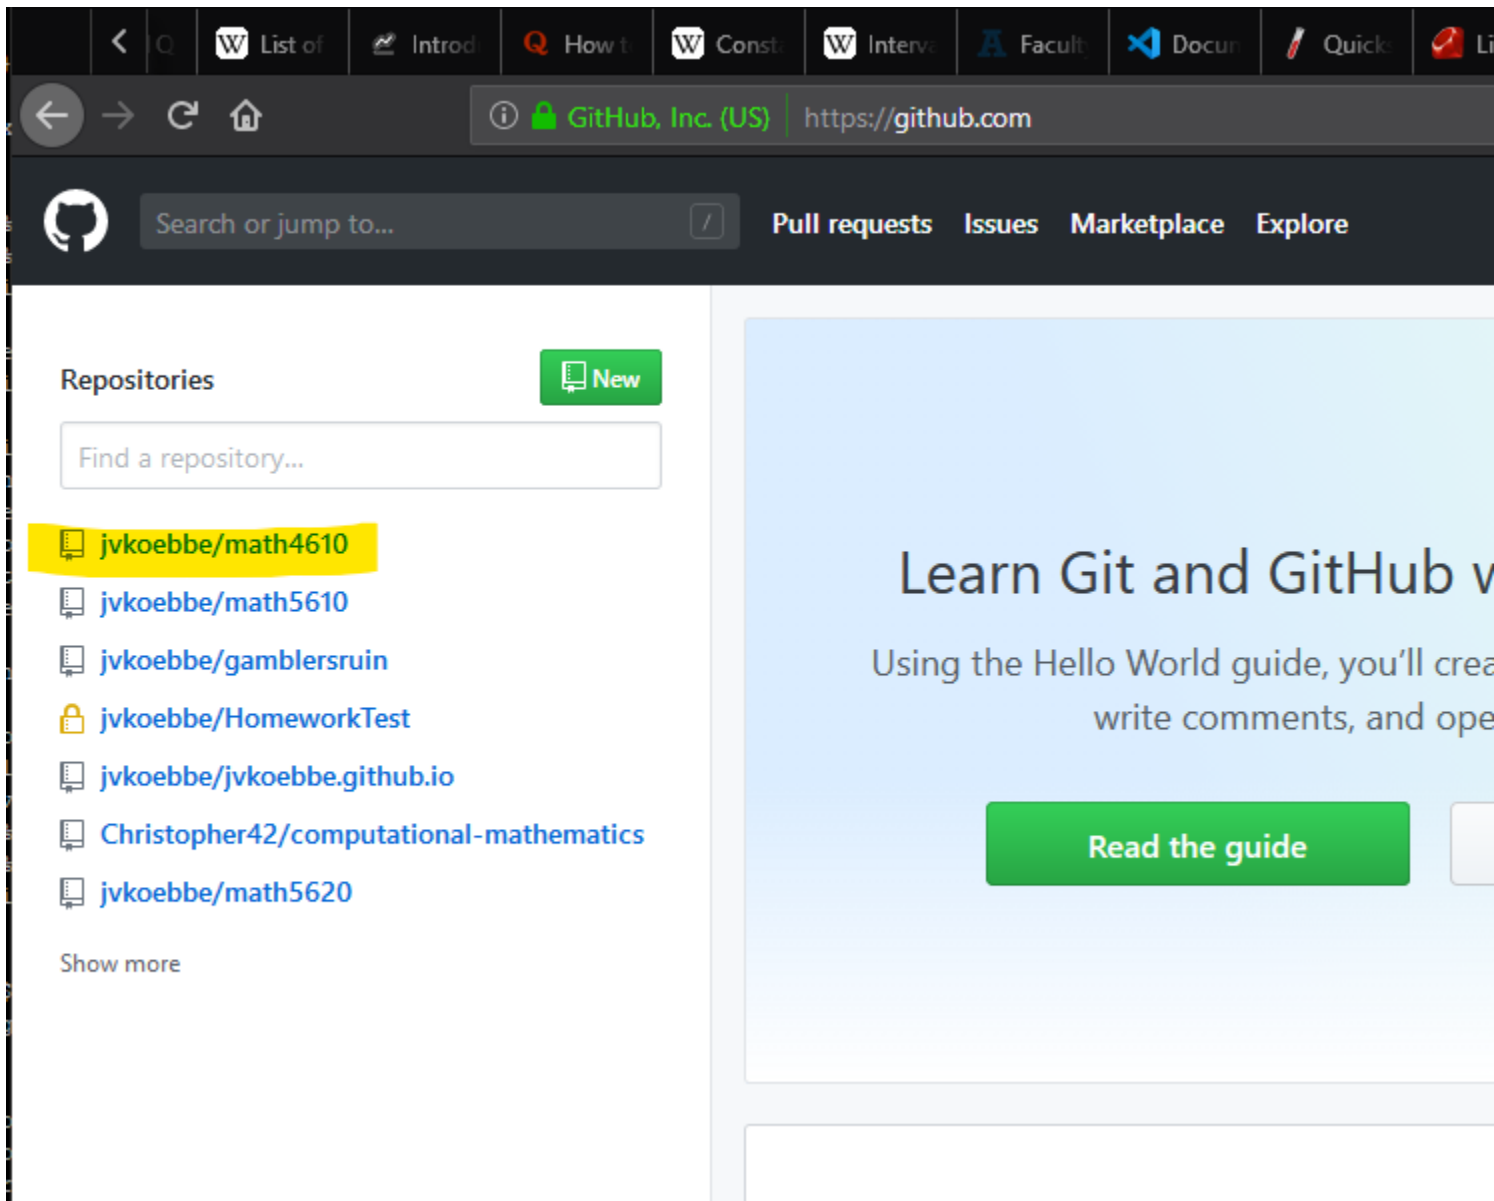 List of
Introd
How t
Const
Interva
Facult
Docun
Quicks
Li
GitHub, Inc. (US)
https://github.com
Search or jump to...
/
Pull requests Issues Marketplace Explore
Repositories
New
Find a repository...
jvkoebbe/math4610
jvkoebbe/math5610
jvkoebbe/gamblersruin
jvkoebbe/HomeworkTest
jvkoebbe/jvkoebbe.github.io
Christopher42/computational-mathematics
jvkoebbe/math5620
Show more
Learn Git and GitHub w
Using the Hello World guide, you'll crea
write comments, and ope
Read the guide